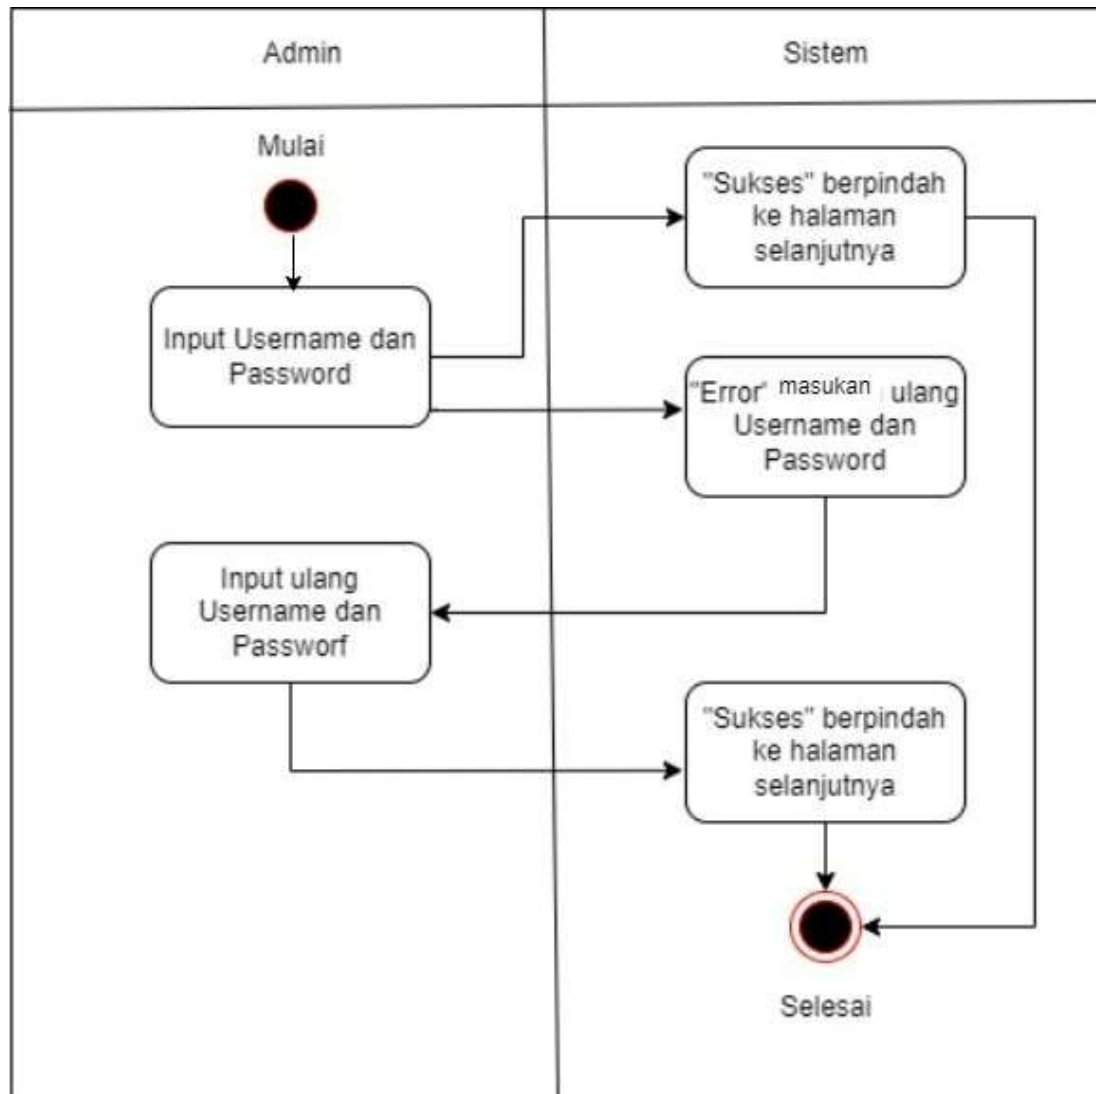 Admin
Sistem
Mulai
"Sukses" berpindah
ke halaman
selanjutnya
Input Username dan
Password
"Error' masukan ulang
Username dan
Password
Input ulang
Username dan
Passworf
"Sukses" berpindah
ke halaman
selanjutnya
Selesai